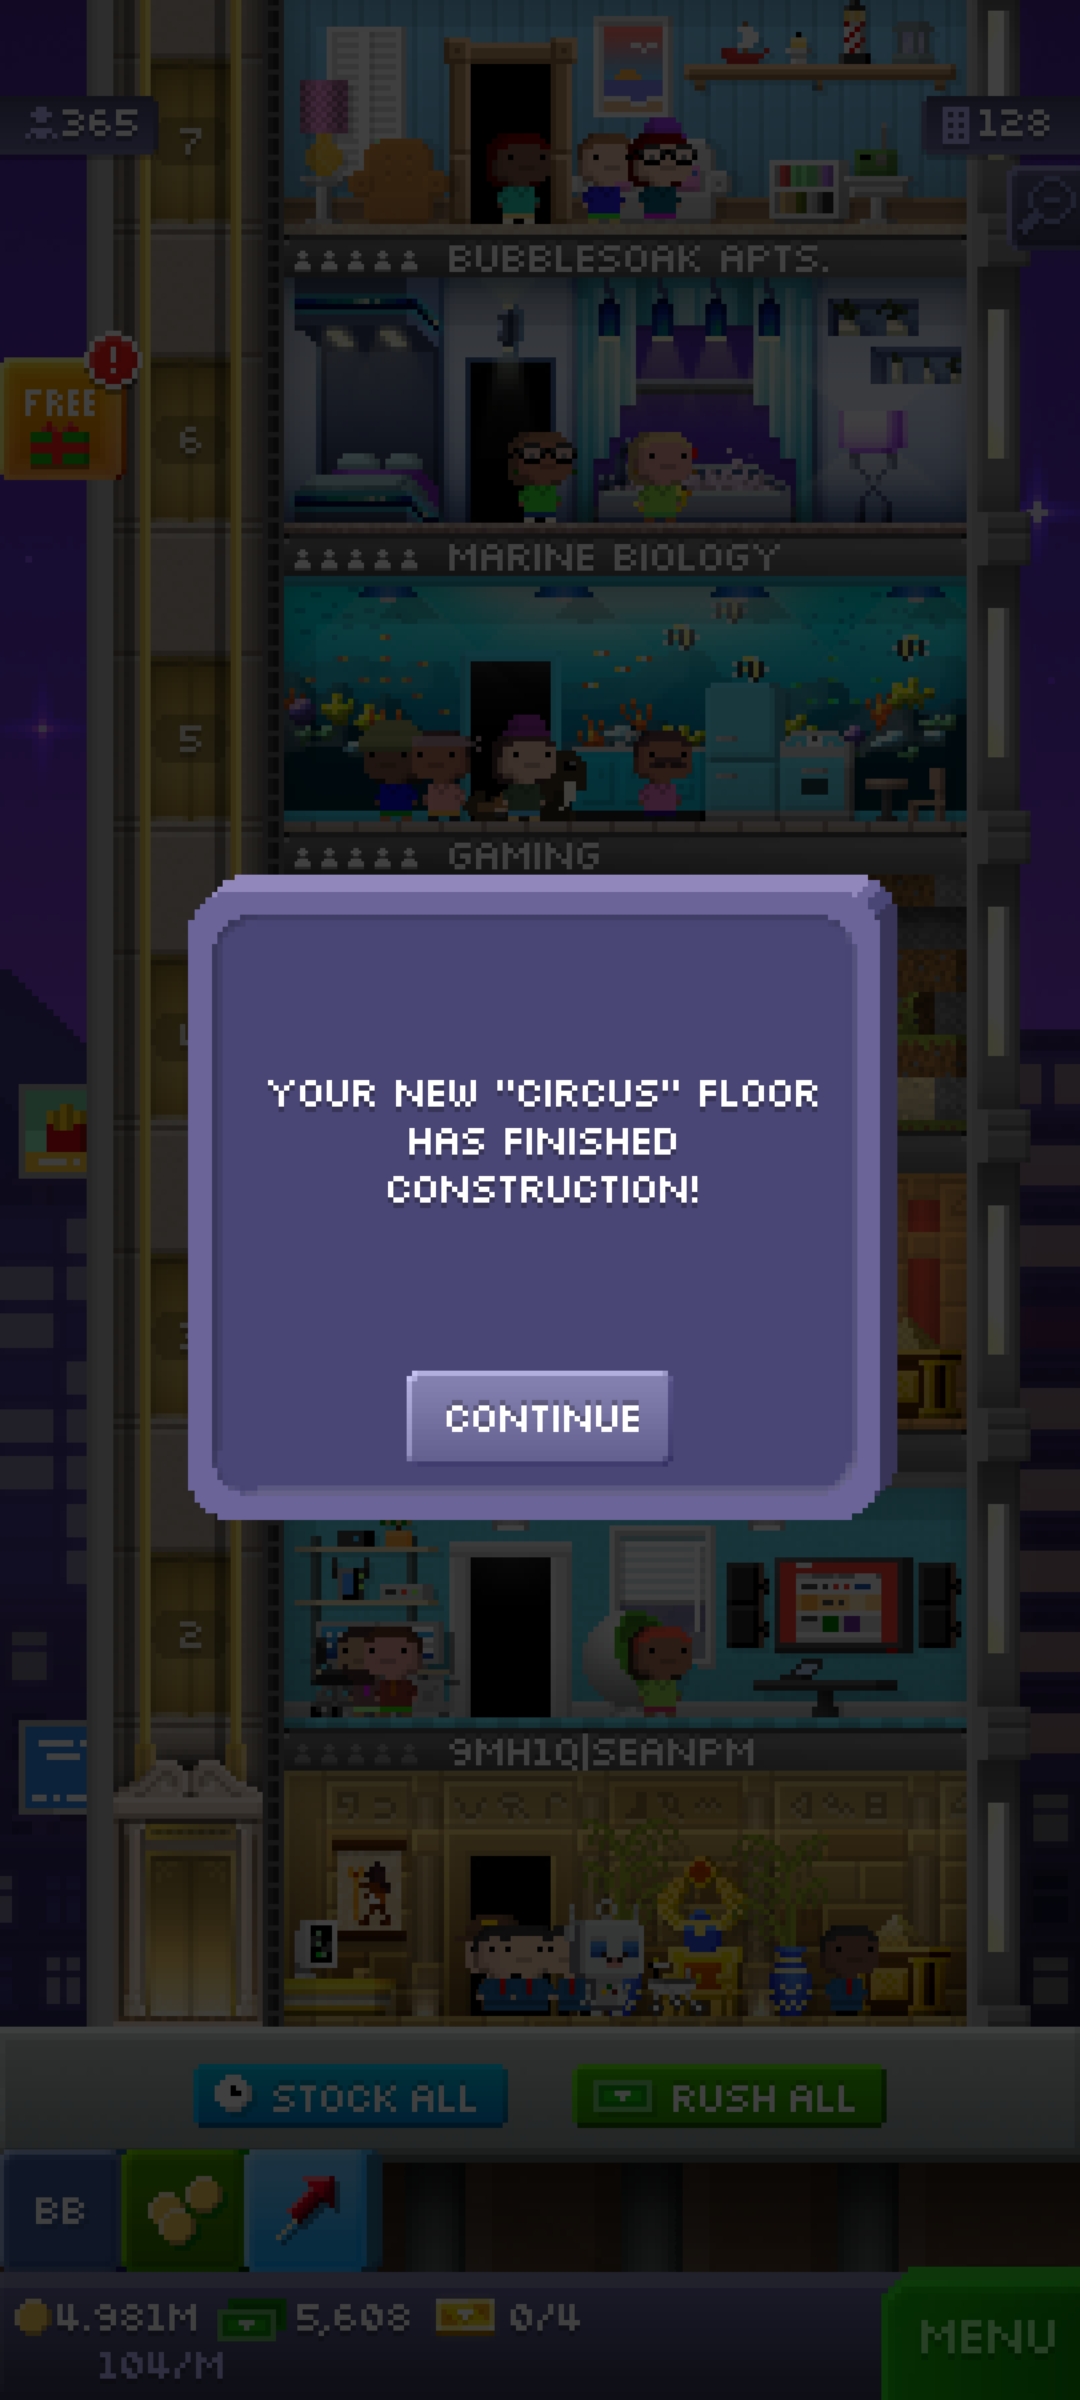 365
7
128
BUBBLESOAK APTS.
FREE
6
MARINE BIOLOGY
5
GAMING
YOUR NEW "CIRCUS" FLOOR
HAS FINISHED
CONSTRUCTION!
CONTINUE
2
9MH1Q|SEANPM
STOCK ALL
RUSH ALL
BB
4.981M
5,608
0/4
104/M
MENU